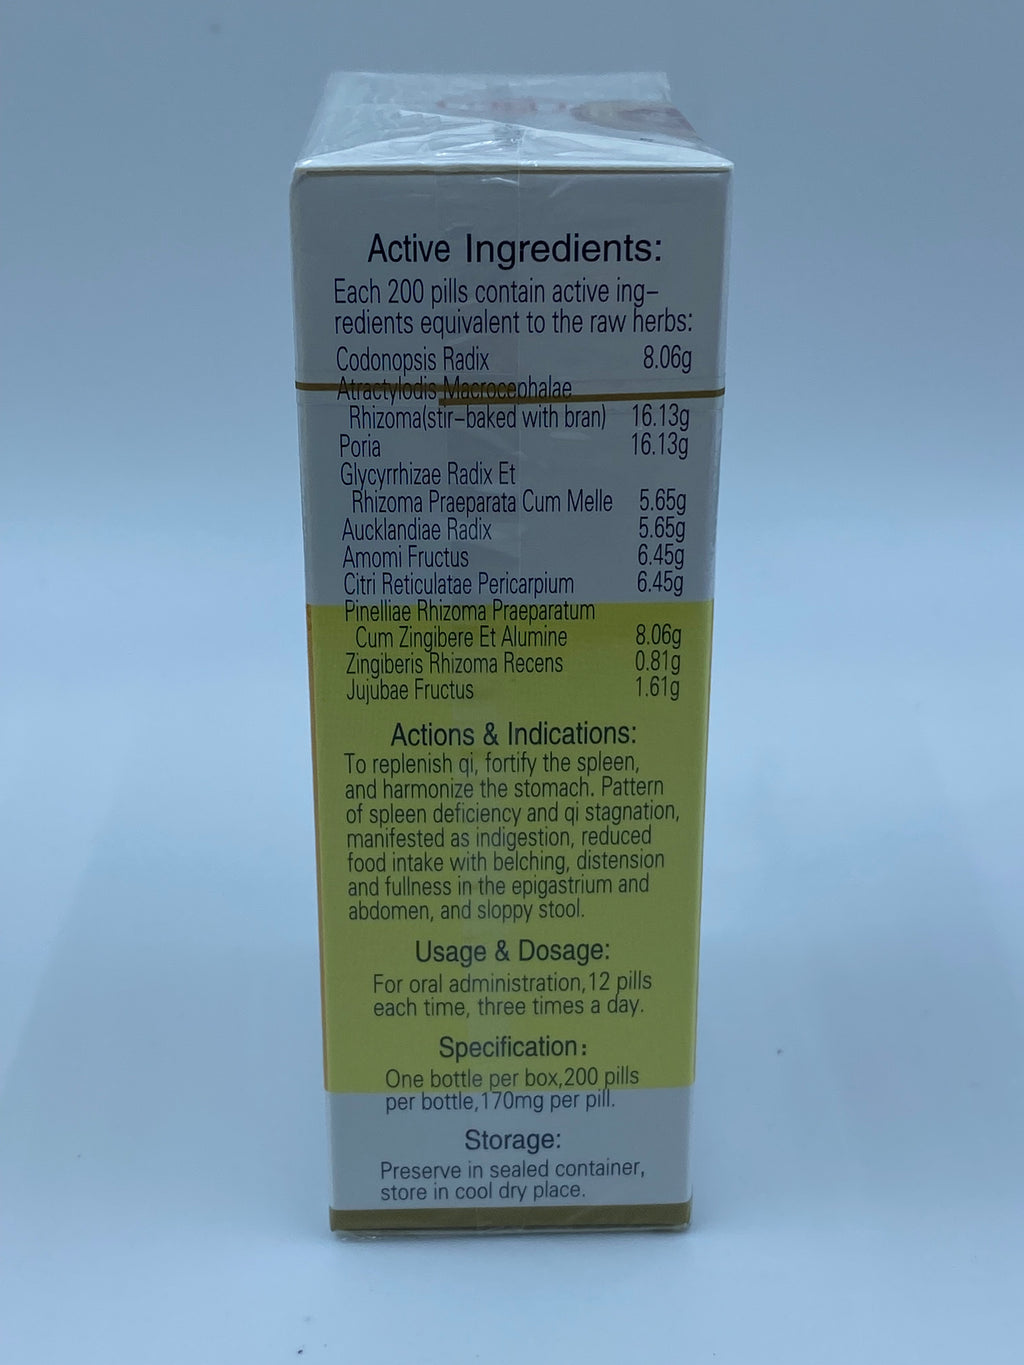 Active Ingredients:
Each 200 pills contain active ing-
redients equivalent to the raw herbs:
Codonopsis Radix 8.06g
Atractylodis Macrocephalae
Rhizoma(stir-baked with bran) 16.13g
Poria 16.13g
Glycyrrhizae Radix Et
Rhizoma Praeparata Cum Melle 5.65g
Aucklandiae Radix 5.65g
Amomi Fructus 6.45g
Citri Reticulatae Pericarpium 6.45g
Pinelliae Rhizoma Praeparatum
Cum Zingibere Et Alumine 8.06g
Zingiberis Rhizoma Recens 0.81g
Jujubae Fructus 1.61g
Actions & Indications:
To replenish qi, fortify the spleen,
and harmonize the stomach. Pattern
of spleen deficiency and qi stagnation,
manifested as indigestion, reduced
food intake with belching, distension
and fullness in the epigastrium and
abdomen, and sloppy stool.
Usage & Dosage:
For oral administration,12 pills
each time, three times a day.
Specification:
One bottle per box,200 pills
per bottle,170mg per pill.
Storage:
Preserve in sealed container,
store in cool dry place.